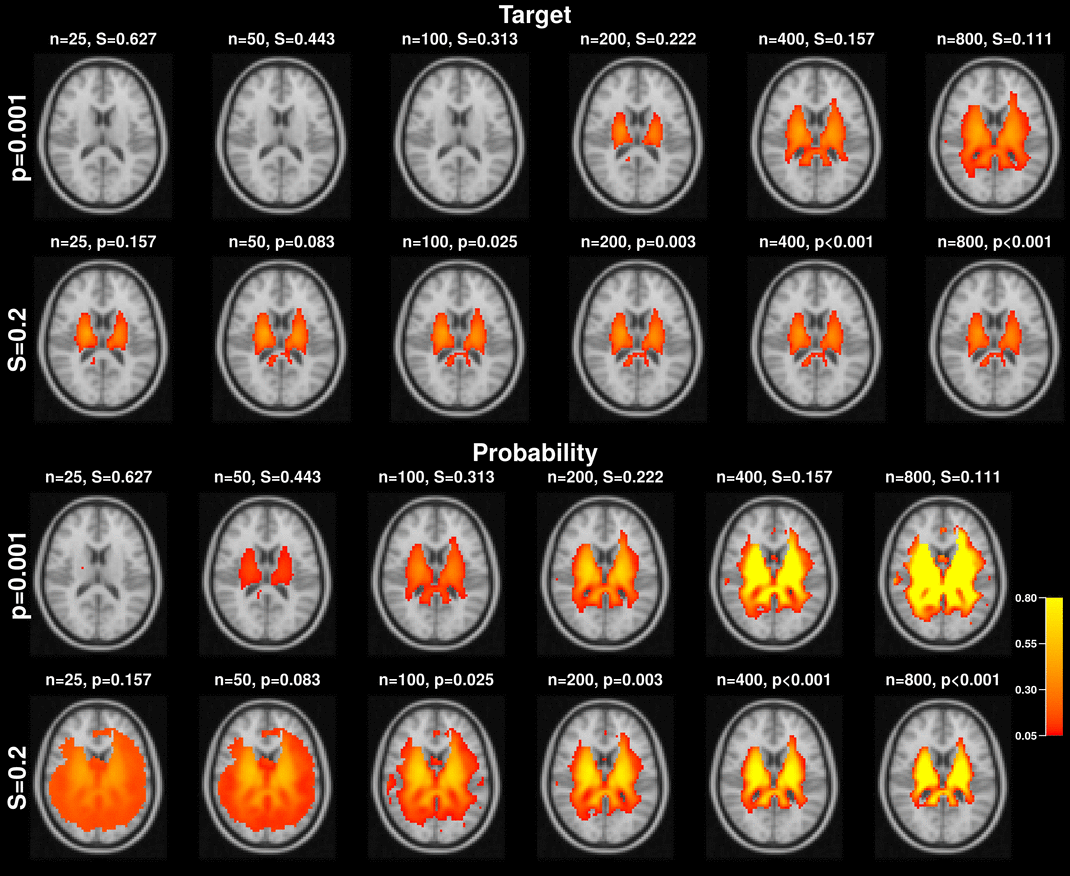 Target
n=25, S=0.627 n=50, S=0.443 n=100, S=0.313 n=200, S=0.222 n=400, S=0.157 n=800, S=0.111
p=0.001
n=25, p=0.157 n=50, p=0.083 n=100, p=0.025 n=200, p=0.003 n=400, p<0.001 n=800, p<0.001
S=0.2
Probability
n=25, S=0.627 n=50, S=0.443 n=100, S=0.313 n=200, S=0.222 n=400, S=0.157 n=800, S=0.111
p=0.001
0.80
0.55
0.30
0.05
n=25, p=0.157 n=50, p=0.083 n=100, p=0.025 n=200, p=0.003 n=400, p<0.001 n=800, p<0.001
S=0.2